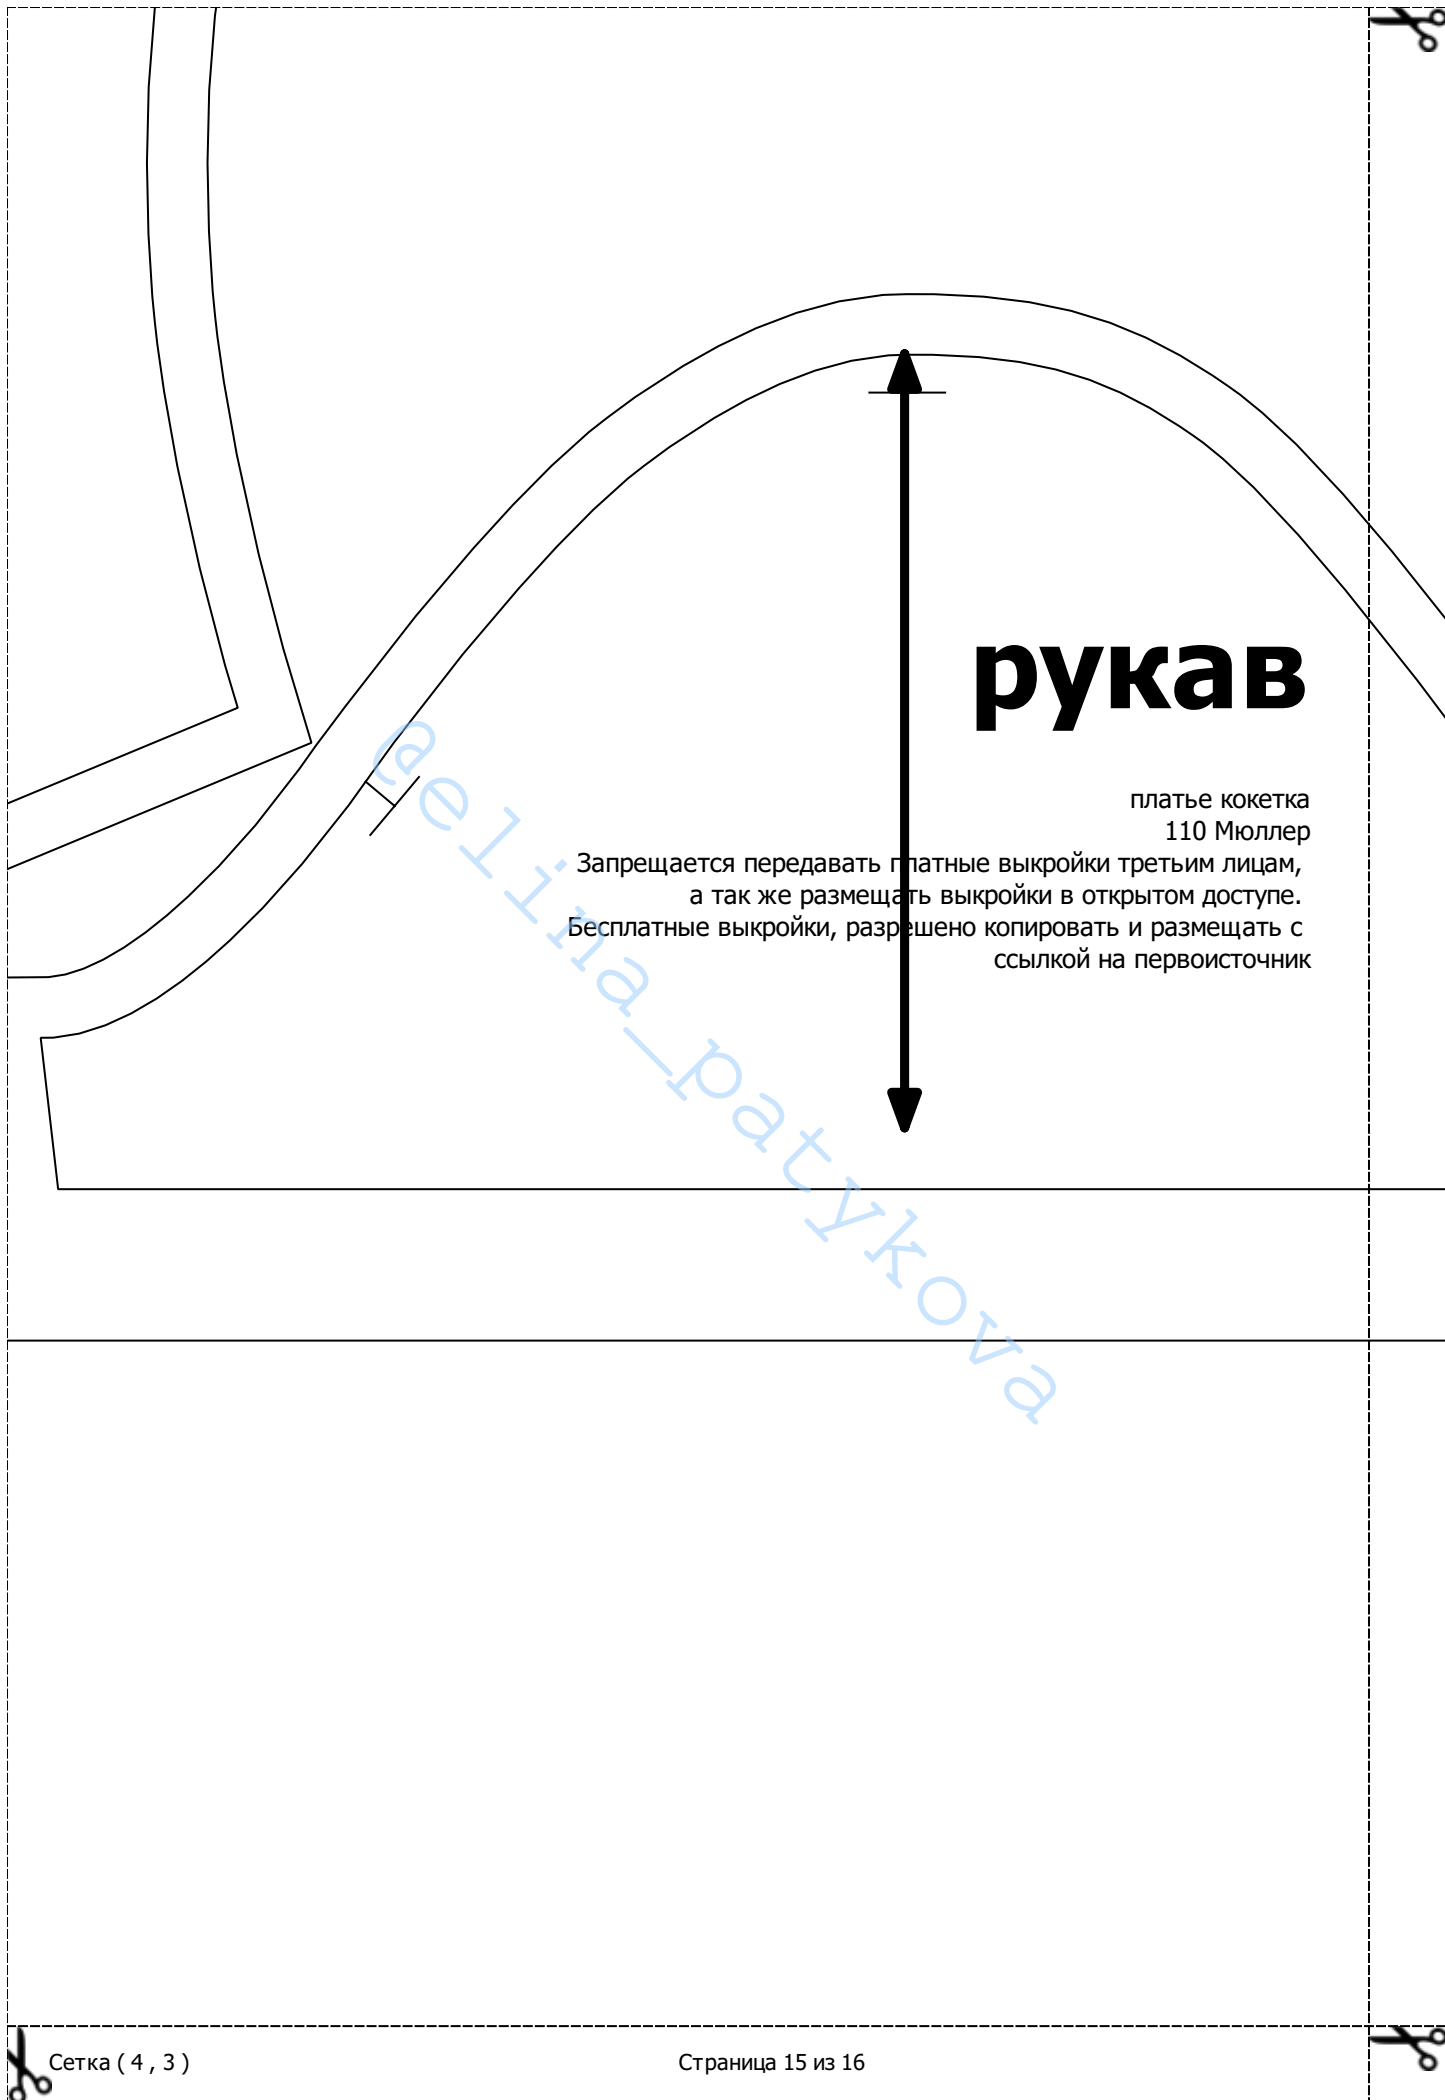 рукав
платье кокетка
110 Мюллер
Запрещается передавать платные выкройки третьим лицам,
а так же размещать выкройки в открытом доступе.
Бесплатные выкройки, разрешено копировать и размещать с
ссылкой на первоисточник
@elina_patykova
Сетка ( 4 , 3 )
Страница 15 из 16